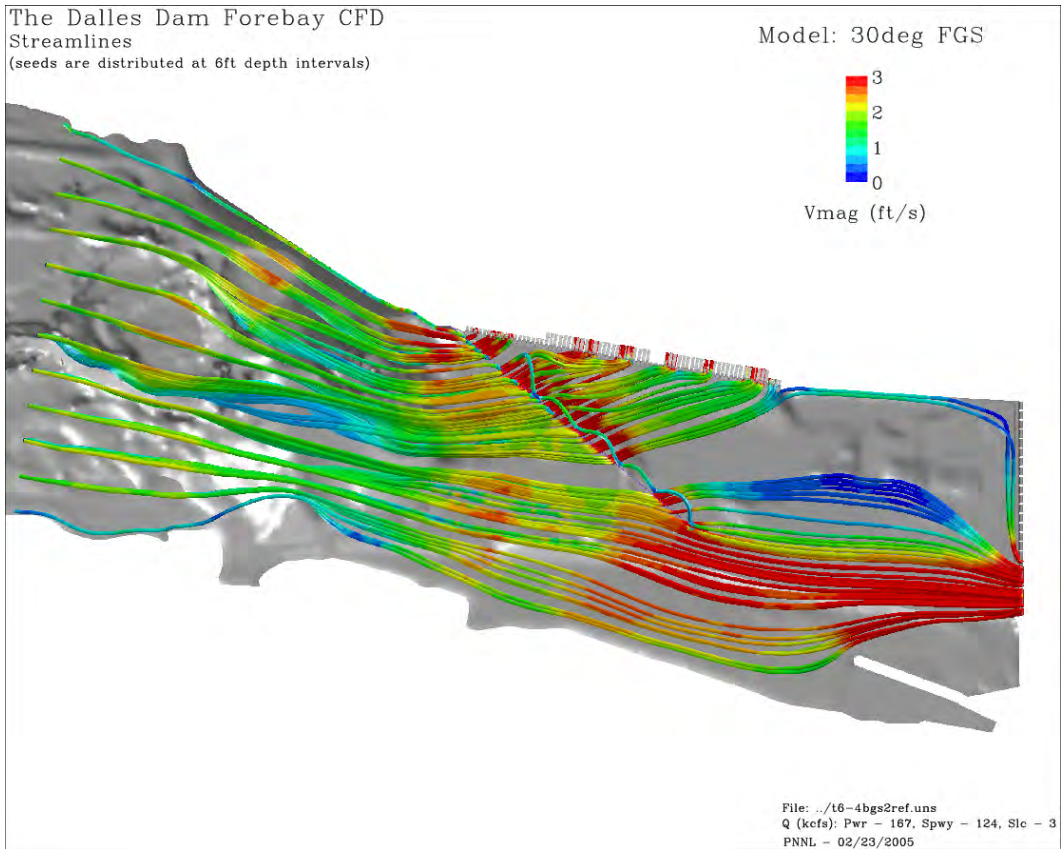 The Dalles Dam Forebay CFD
Streamlines
(seeds are distributed at 6ft depth intervals)
Model: 30deg FGS
3
2
1
0
Vmag (ft/s)
File: ../t6-4bgs2ref.uns
Q (kcfs): Pwr - 167, Spwy - 124, Slc - 3
PNNL - 02/23/2005